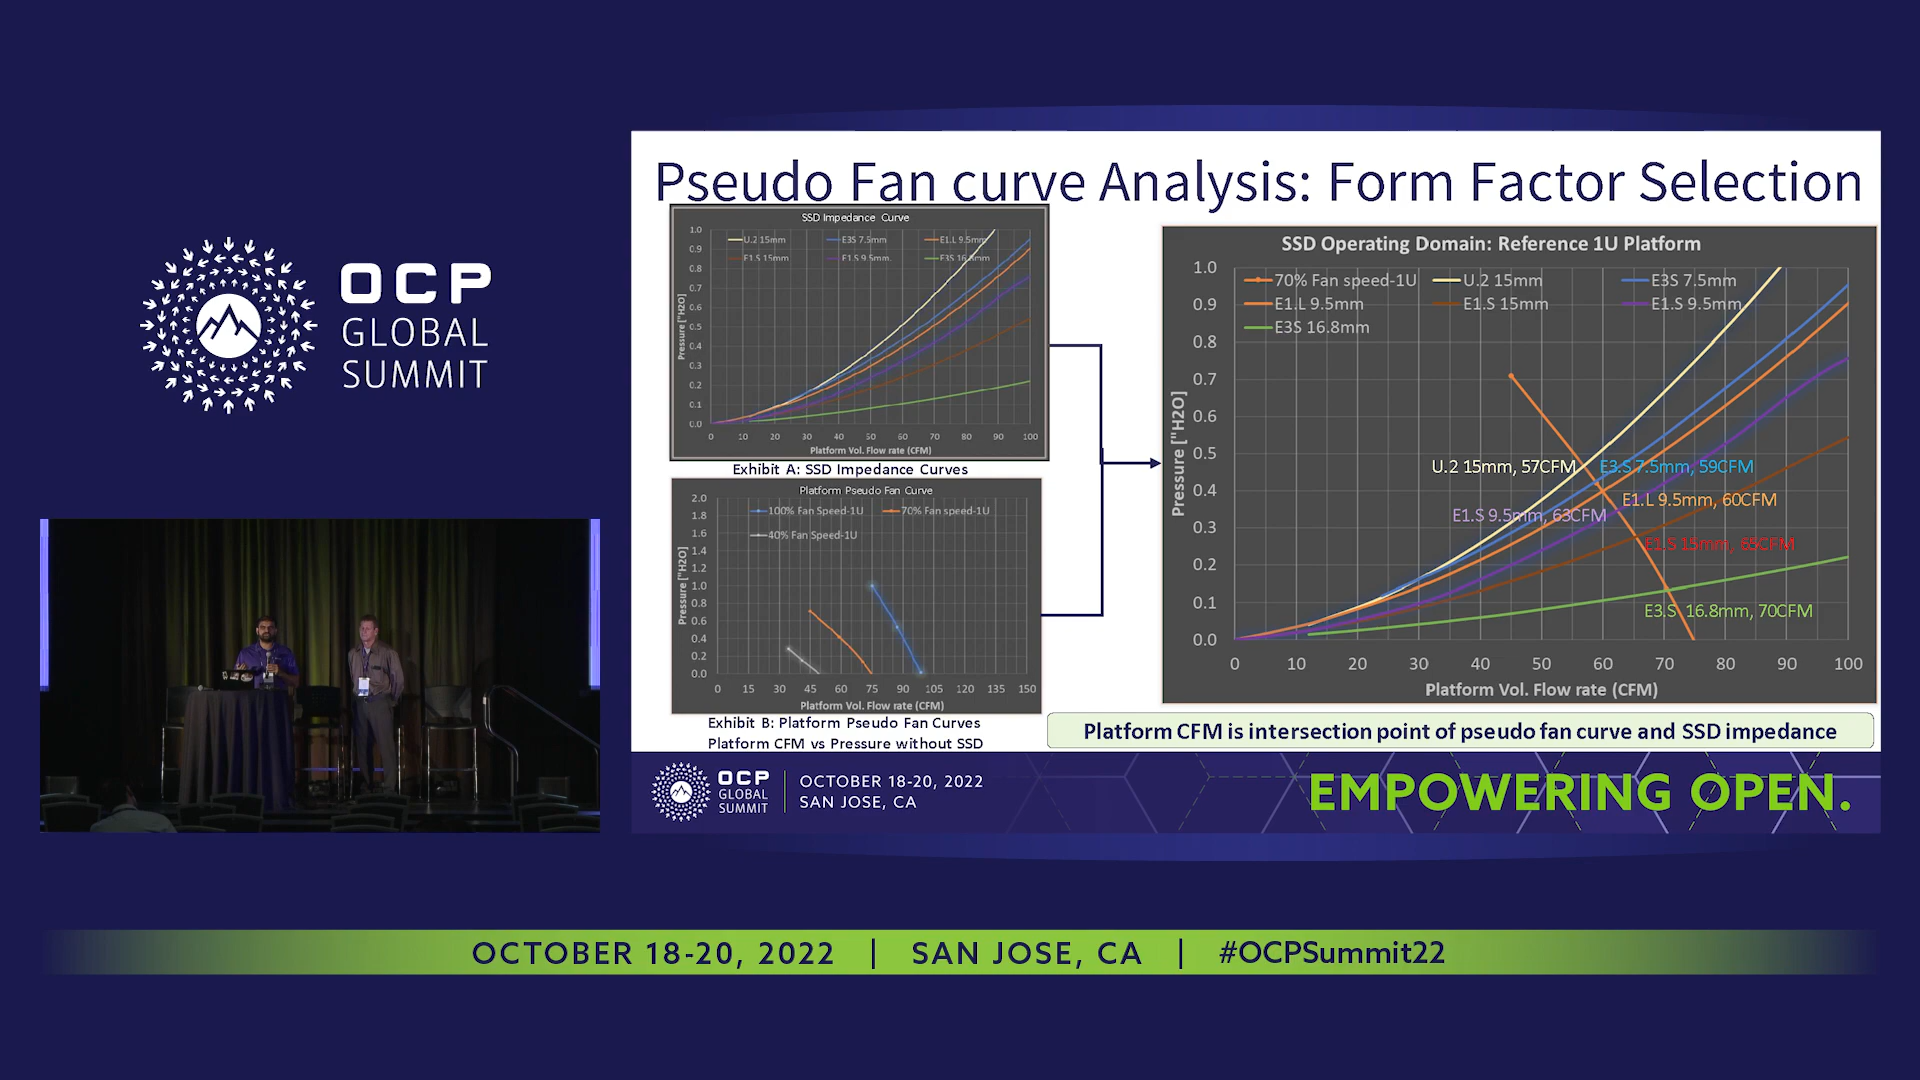 OCP
GLOBAL
SUMMIT
Pseudo Fan curve Analysis: Form Factor Selection
SSD Impedance Curve
U.2 15mm
E3S 7.5mm
E1.L 9.5mm
E1.S 15mm
E1.S 9.5mm.
E3S 16.8mm
Pressure ["H2O]
1.0
0.9
0.8
0.7
0.6
0.5
0.4
0.3
0.2
0.1
0.0
0 10 20 30 40 50 60 70 80 90 100
Platform Vol. Flow rate (CFM)
Exhibit A: SSD Impedance Curves
Platform Pseudo Fan Curve
100% Fan Speed-1U
70% Fan speed-1U
40% Fan Speed-1U
Pressure ["H2O]
2.0
1.8
1.6
1.4
1.2
1.0
0.8
0.6
0.4
0.2
0.0
0 15 30 45 60 75 90 105 120 135 150
Platform Vol. Flow rate (CFM)
Exhibit B: Platform Pseudo Fan Curves
Platform CFM vs Pressure without SSD
SSD Operating Domain: Reference 1U Platform
70% Fan speed-1U
U.2 15mm
E3S 7.5mm
E1.L 9.5mm
E1.S 15mm
E1.S 9.5mm
E3S 16.8mm
Pressure ["H2O]
1.0
0.9
0.8
0.7
0.6
0.5
0.4
0.3
0.2
0.1
0.0
U.2 15mm, 57CFM
E3.S 7.5mm, 59CFM
E1.L 9.5mm, 60CFM
E1.S 9.5mm, 63CFM
E1.S 15mm, 65CFM
E3.S 16.8mm, 70CFM
0 10 20 30 40 50 60 70 80 90 100
Platform Vol. Flow rate (CFM)
Platform CFM is intersection point of pseudo fan curve and SSD impedance
OCP
GLOBAL
SUMMIT
OCTOBER 18-20, 2022
SAN JOSE, CA
EMPOWERING OPEN.
OCTOBER 18-20, 2022 | SAN JOSE, CA | #OCPSummit22